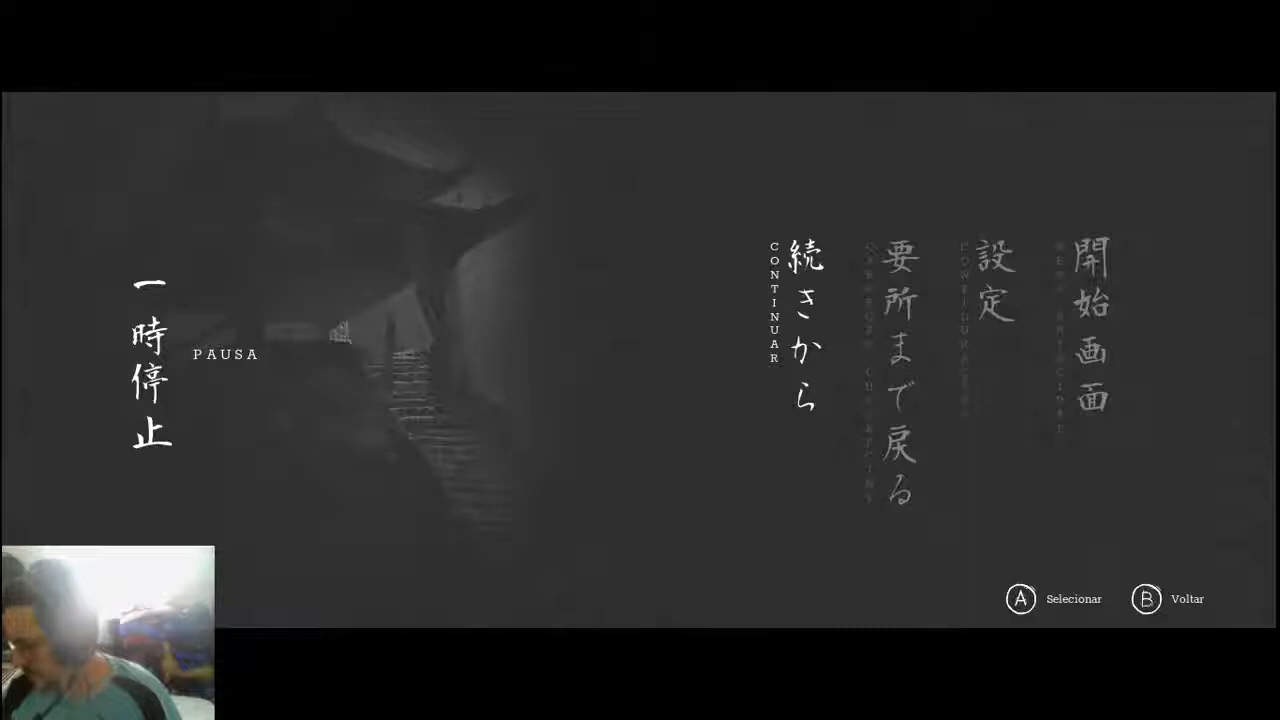 一時停止
PAUSA
CONTINUAR
続きから
要所まで戻る
設定
開始画面
A Selecionar
B Voltar